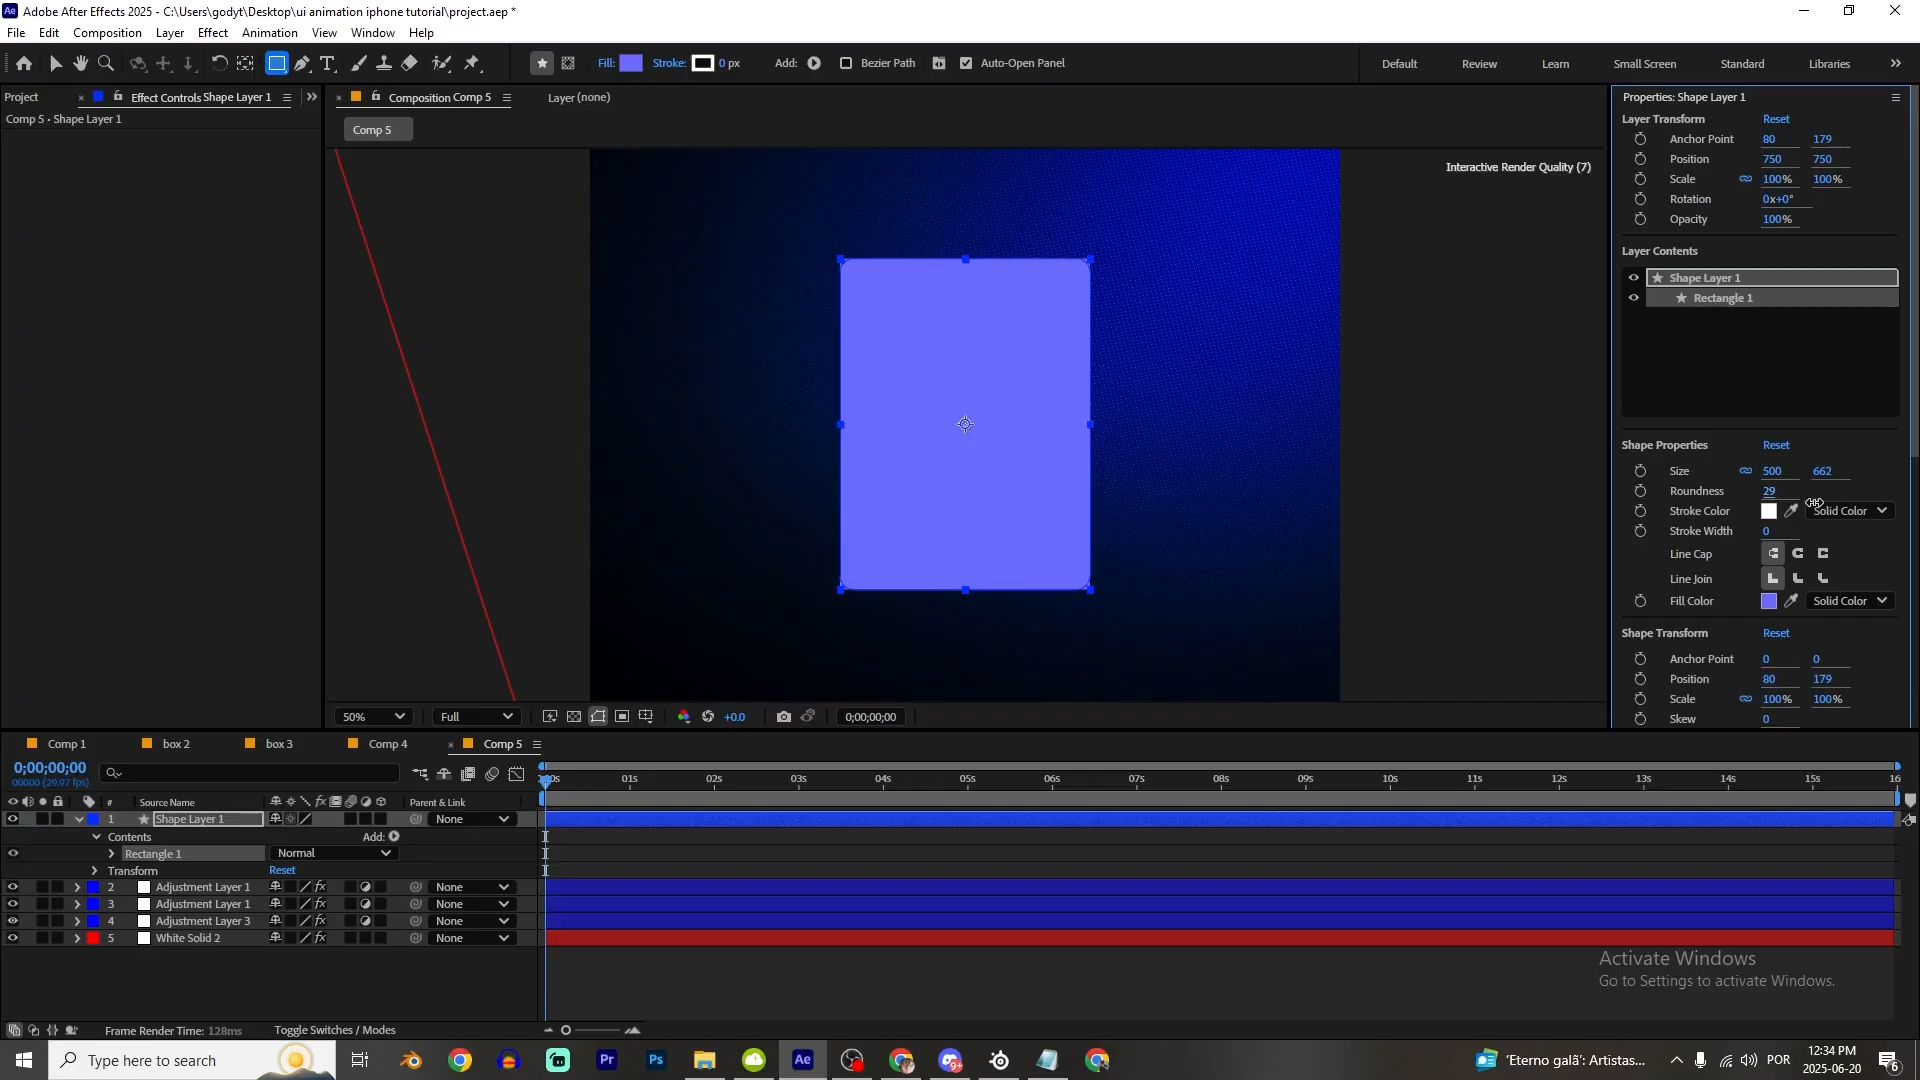 Adobe After Effects 2025 - C:\Users\godyt\Desktop\ui animation iphone tutorial\project.aep *
File Edit Composition Layer Effect Animation View Window Help
Fill: Stroke: 0 px Add: Bezier Path Auto-Open Panel Default Review Learn Small Screen Standard Libraries
Project Effect Controls Shape Layer 1 Composition Comp 5 Layer (none) Properties: Shape Layer 1
Comp 5 • Shape Layer 1
Comp 5
Interactive Render Quality (7)
Layer Transform Reset
Anchor Point 80 179
Position 750 750
Scale 100% 100%
Rotation 0x+0°
Opacity 100%
Layer Contents
Shape Layer 1
Rectangle 1
Shape Properties Reset
Size 500 662
Roundness 29
Stroke Color Solid Color
Stroke Width 0
Line Cap
Line Join
Fill Color Solid Color
Shape Transform Reset
Anchor Point 0 0
Position 80 179
Scale 100% 100%
Skew 0
50% Full +0.0 0;00;00;00
Comp 1 box 2 box 3 Comp 4 Comp 5
0;00;00;00
00000 (29.97 fps)
01s 02s 03s 04s 05s 06s 07s 08s 09s 10s 11s 12s 13s 14s 15s 16
# Source Name Parent & Link
1 Shape Layer 1 None
Contents Add:
Rectangle 1 Normal
Transform Reset
2 Adjustment Layer 1 None
3 Adjustment Layer 1 None
4 Adjustment Layer 3 None
5 White Solid 2 None
Activate Windows
Go to Settings to activate Windows.
Frame Render Time: 128ms Toggle Switches / Modes
Type here to search
'Eterno galã': Artistas...
POR
12:34 PM
2025-06-20